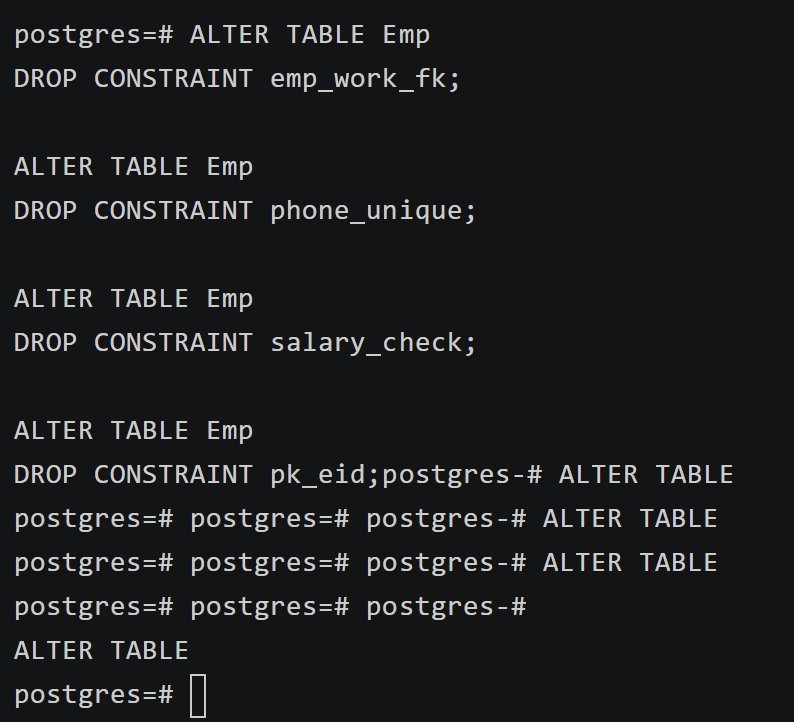 postgres=# ALTER TABLE Emp
DROP CONSTRAINT emp_work_fk;
ALTER TABLE Emp
DROP CONSTRAINT phone_unique;
ALTER TABLE Emp
DROP CONSTRAINT salary_check;
ALTER TABLE Emp
DROP CONSTRAINT pk_eid;postgres-# ALTER TABLE
postgres=# postgres=# postgres-# ALTER TABLE
postgres=# postgres=# postgres-# ALTER TABLE
postgres=# postgres=# postgres-#
ALTER TABLE
postgres=#